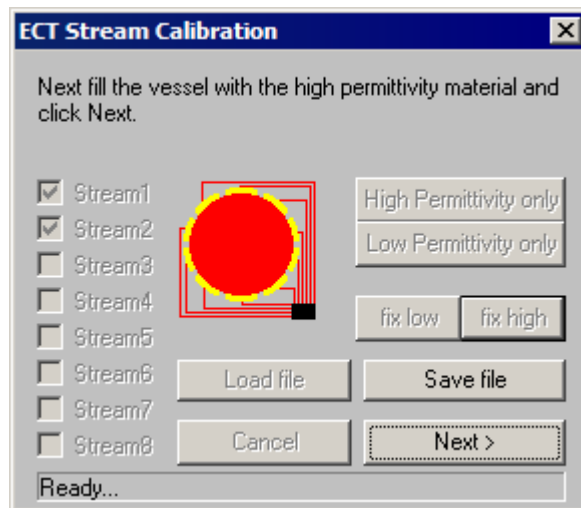 ECT Stream Calibration
Next fill the vessel with the high permittivity material and
click Next.
Stream1
Stream2
Stream3
Stream4
Stream5
Stream6
Stream7
Stream8
High Permittivity only
Low Permittivity only
fix low
fix high
Load file
Save file
Cancel
Next >
Ready...